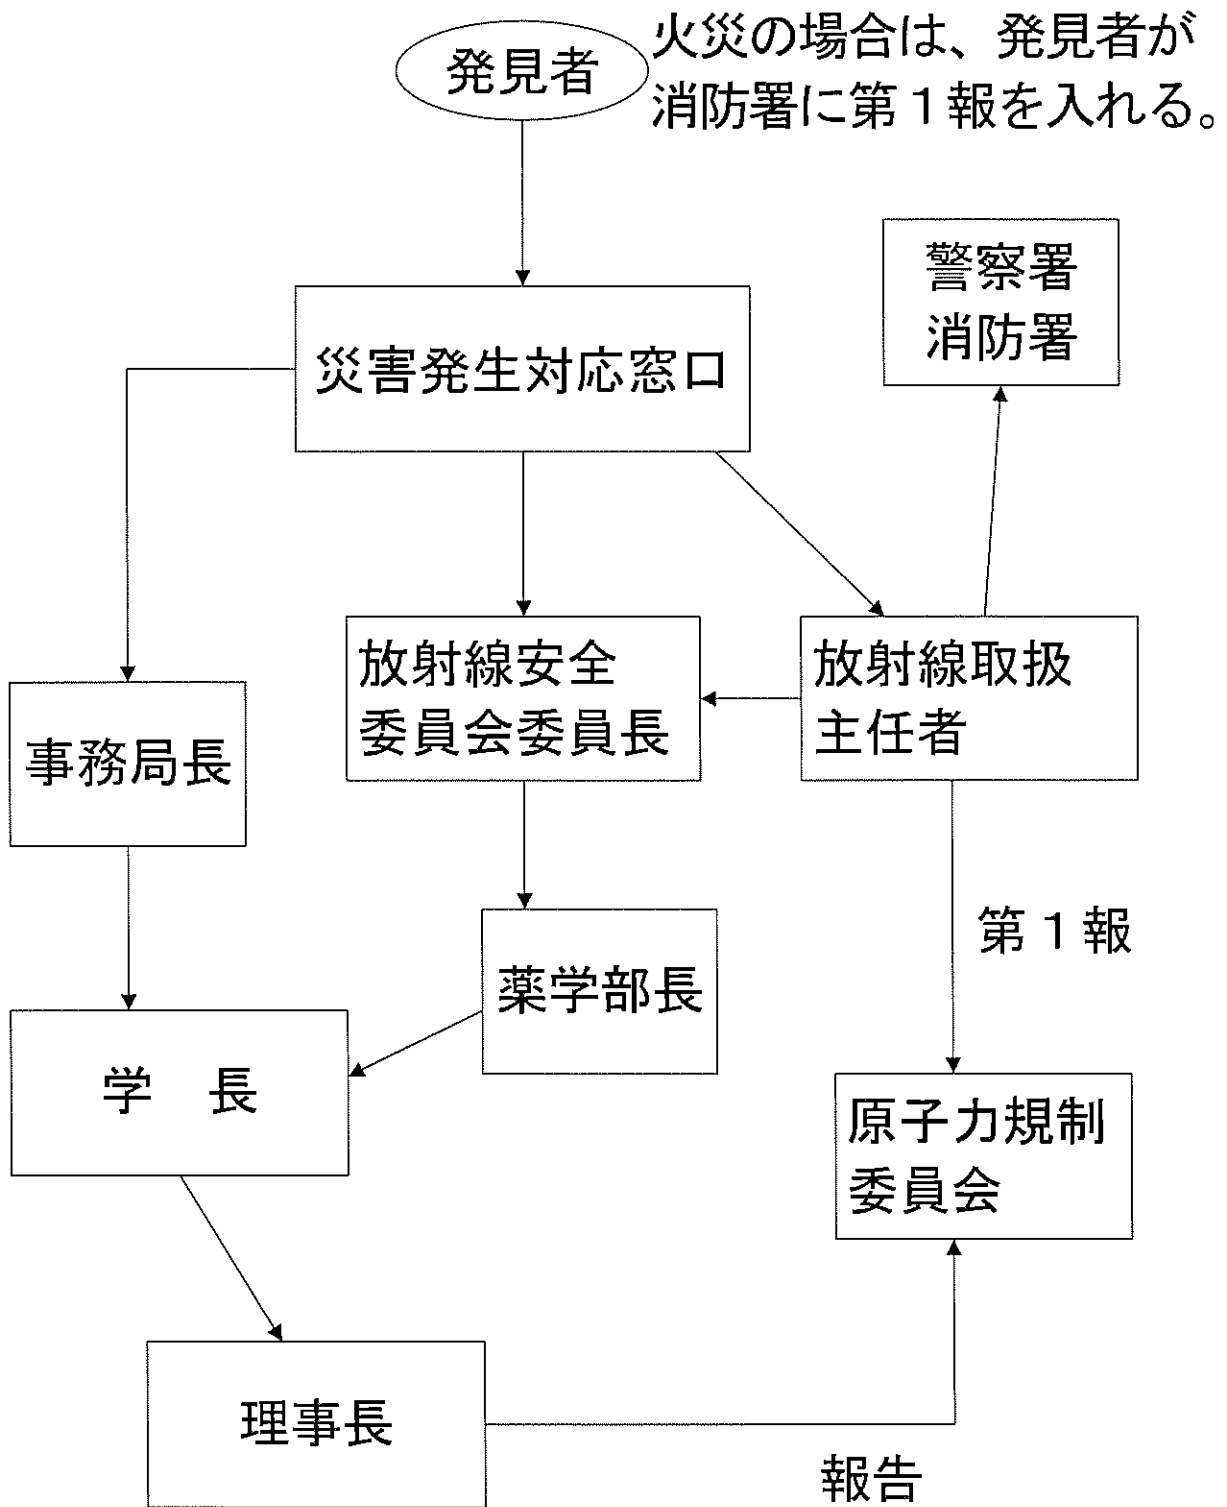 発見者
火災の場合は、発見者が
消防署に第１報を入れる。
警察署
消防署
災害発生対応窓口
放射線安全
委員会委員長
放射線取扱
主任者
事務局長
第１報
薬学部長
学　長
原子力規制
委員会
理事長
報告